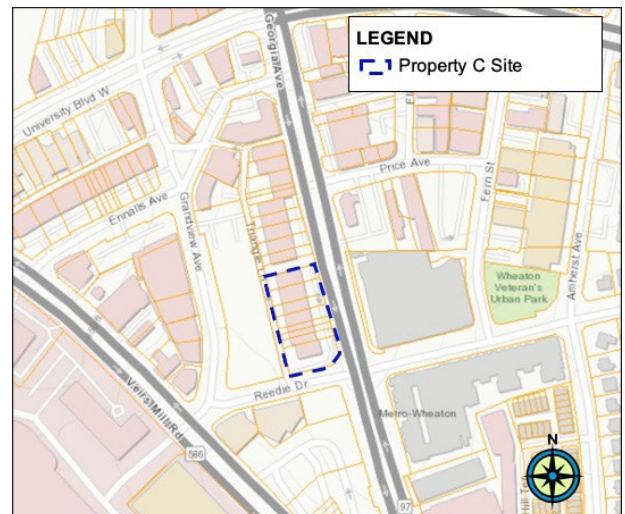 LEGEND
Property C Site
Georgia Ave
University Blvd W
Price Ave
Fern St
Ennalls Ave
Grandview Ave
Amherst Ave
Wheaton
Veteran's
Urban Park
Reedie Dr
Veirs Mill Rd
586
Metro-Wheaton
97
N